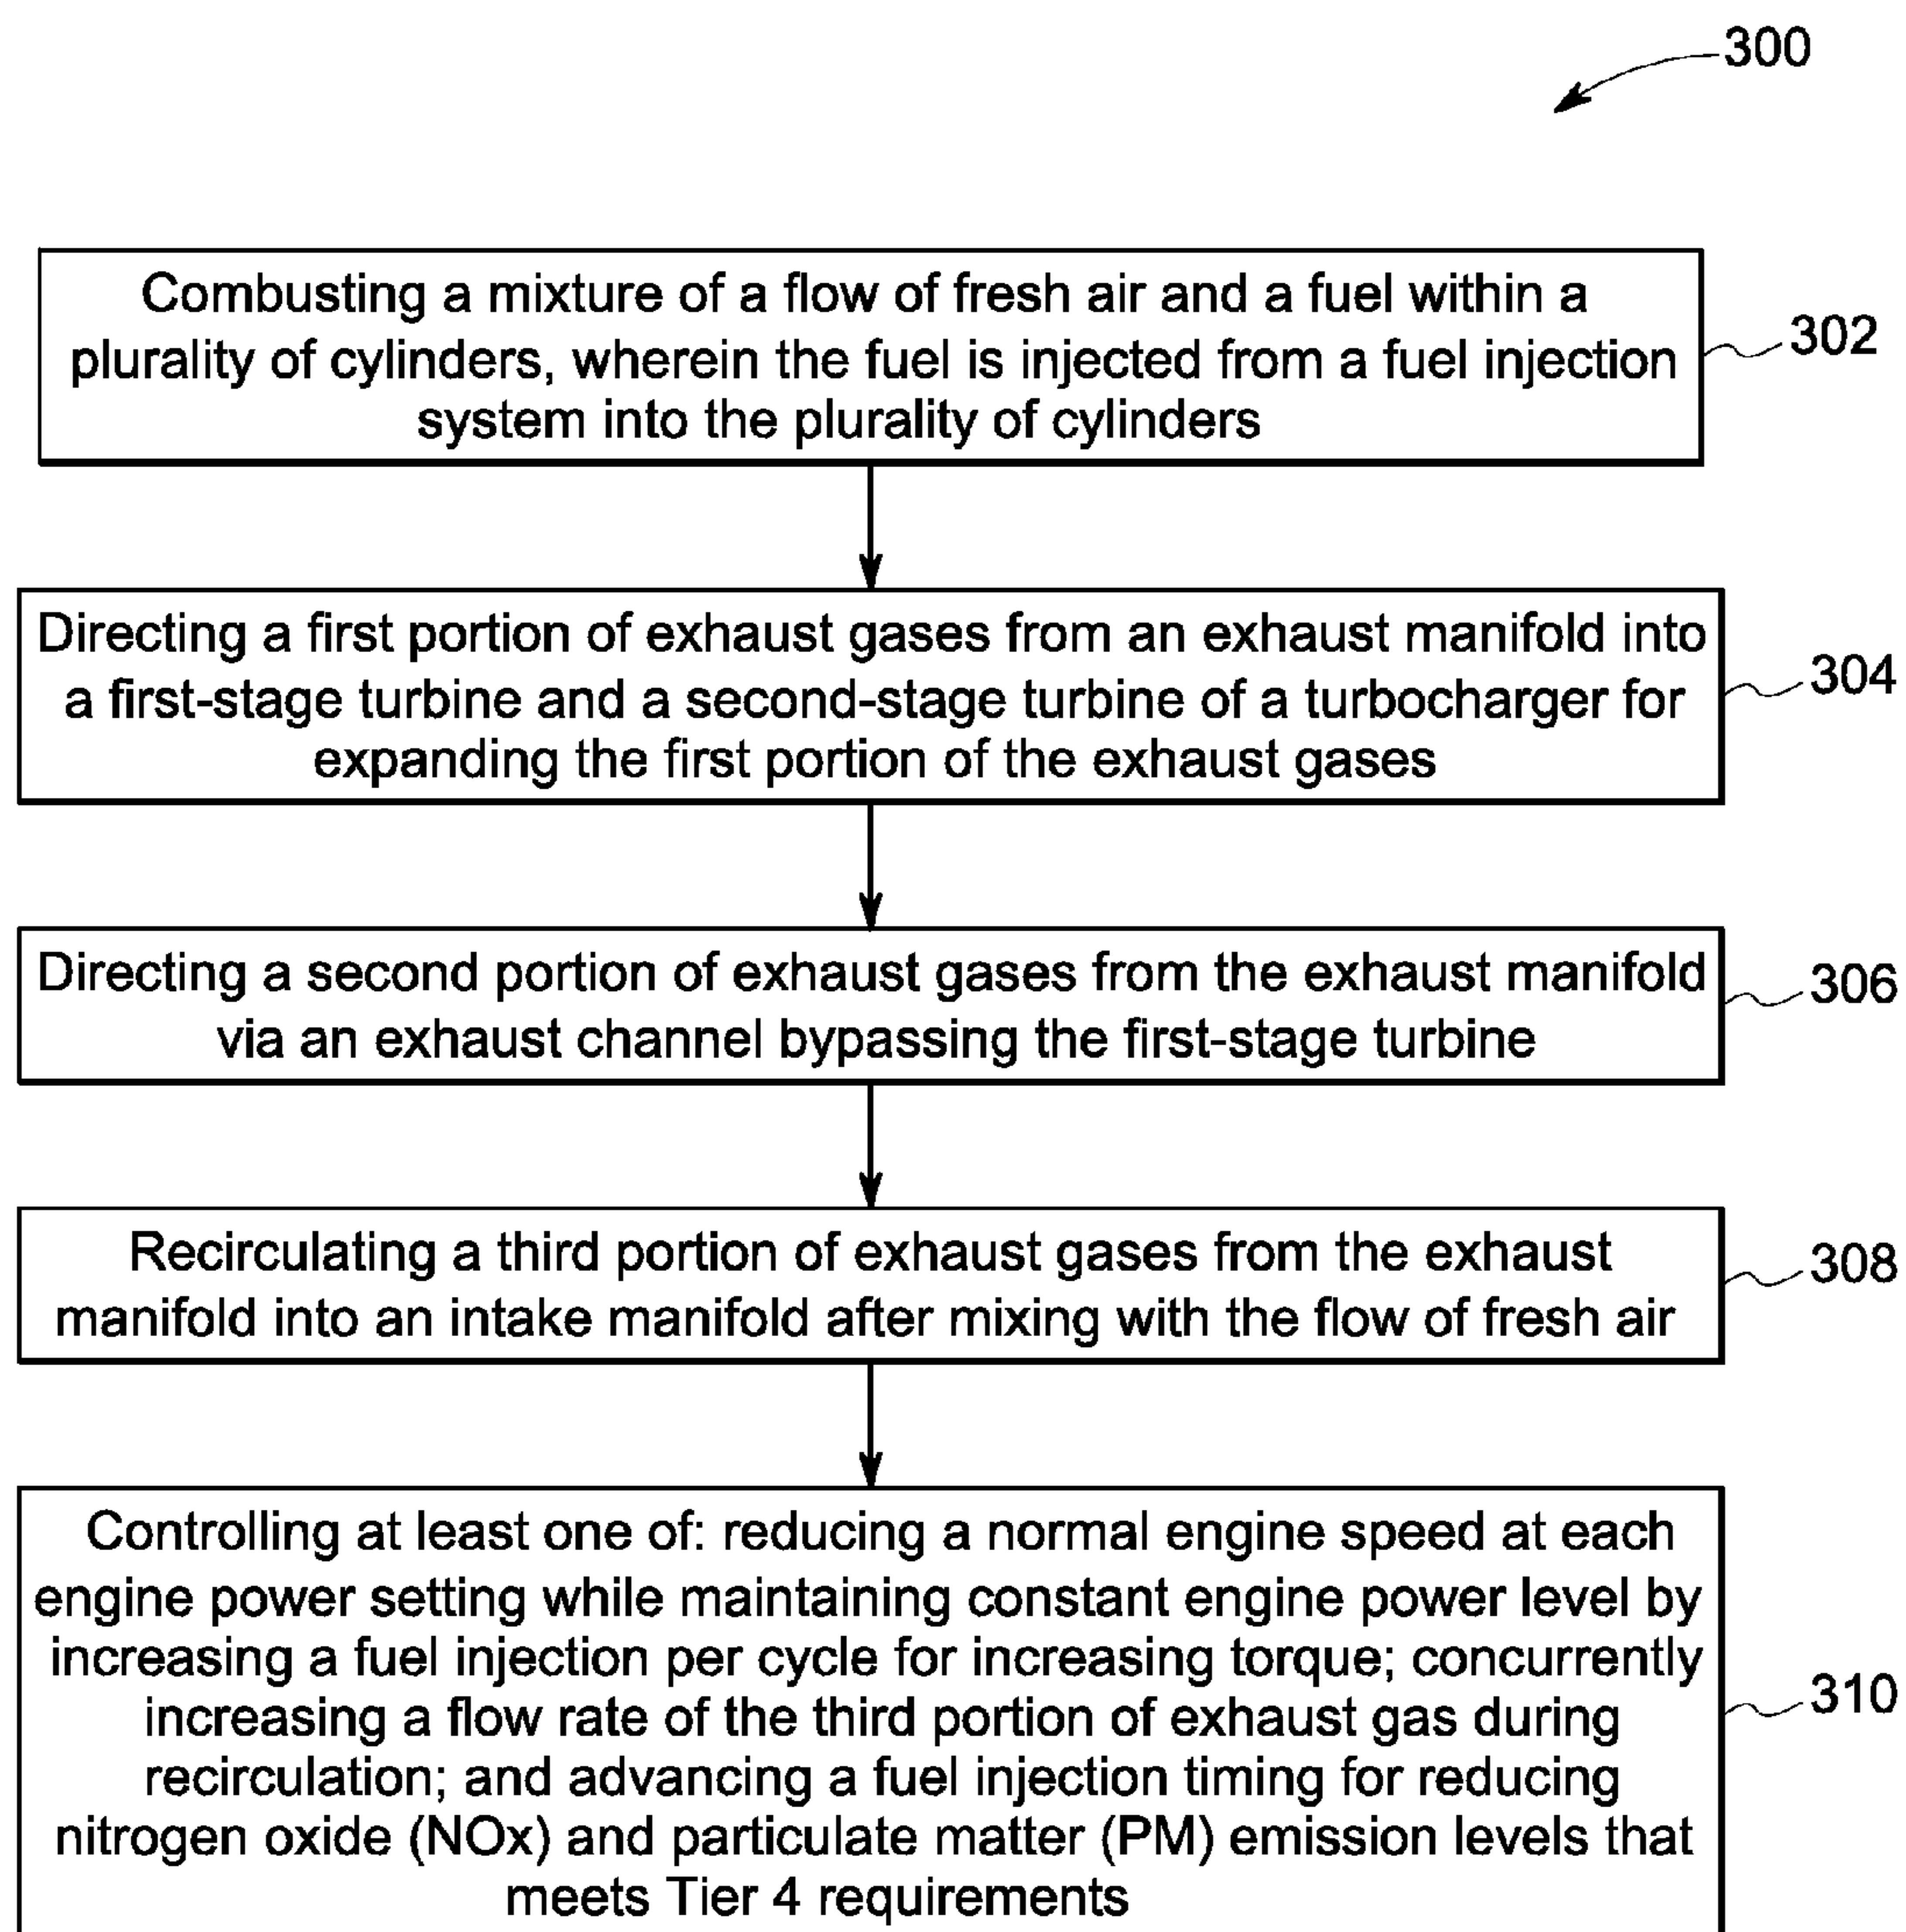 300
Combusting a mixture of a flow of fresh air and a fuel within a
plurality of cylinders, wherein the fuel is injected from a fuel injection
system into the plurality of cylinders
302
Directing a first portion of exhaust gases from an exhaust manifold into
a first-stage turbine and a second-stage turbine of a turbocharger for
expanding the first portion of the exhaust gases
304
Directing a second portion of exhaust gases from the exhaust manifold
via an exhaust channel bypassing the first-stage turbine
306
Recirculating a third portion of exhaust gases from the exhaust
manifold into an intake manifold after mixing with the flow of fresh air
308
Controlling at least one of: reducing a normal engine speed at each
engine power setting while maintaining constant engine power level by
increasing a fuel injection per cycle for increasing torque; concurrently
increasing a flow rate of the third portion of exhaust gas during
recirculation; and advancing a fuel injection timing for reducing
nitrogen oxide (NOx) and particulate matter (PM) emission levels that
meets Tier 4 requirements
310